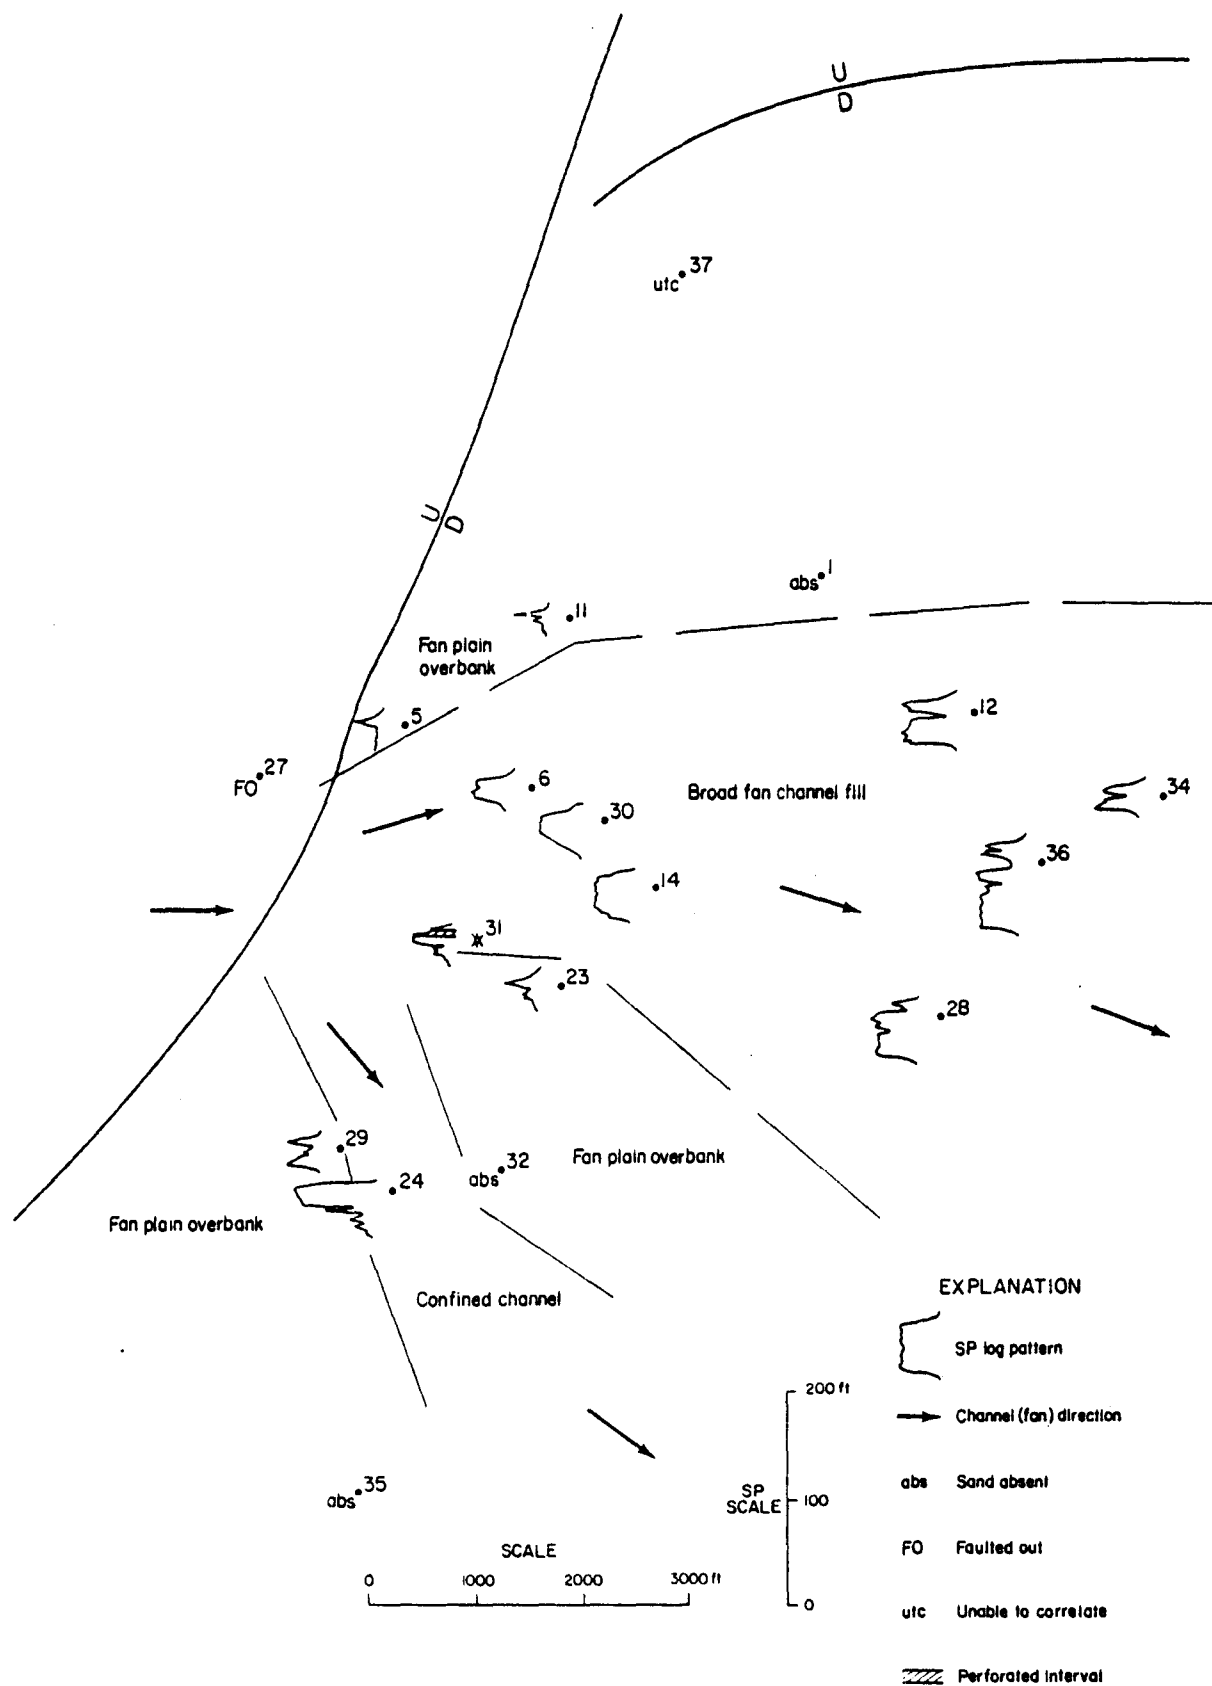 U
D
utc 37
U
D
abs 1
11
Fan plain
overbank
5
12
FO 27
6
Broad fan channel fill
34
30
36
14
31
23
28
29
abs 32
Fan plain overbank
24
Fan plain overbank
Confined channel
abs 35
SCALE
0 1000 2000 3000 ft
200 ft
SP
SCALE
100
0
EXPLANATION
SP log pattern
Channel (fan) direction
abs Sand absent
FO Faulted out
utc Unable to correlate
Perforated interval